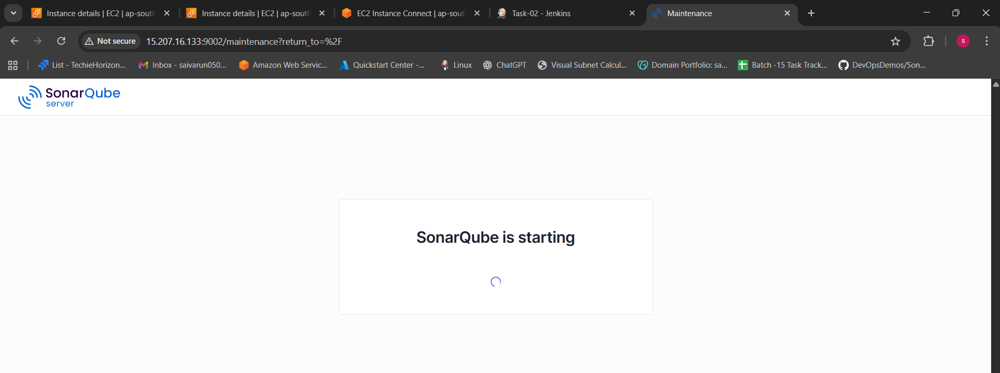 Instance details | EC2 | ap-south
Instance details | EC2 | ap-south
EC2 Instance Connect | ap-sout
Task-02 - Jenkins
Maintenance
Not secure
15.207.16.133:9002/maintenance?return_to=%2F
s
List - TechieHorizon...
Inbox - saivarun050...
Amazon Web Servic...
Quickstart Center -...
Linux
ChatGPT
Visual Subnet Calcul...
Domain Portfolio: sa...
Batch -15 Task Track...
DevOpsDemos/Son...
SonarQube
server
SonarQube is starting